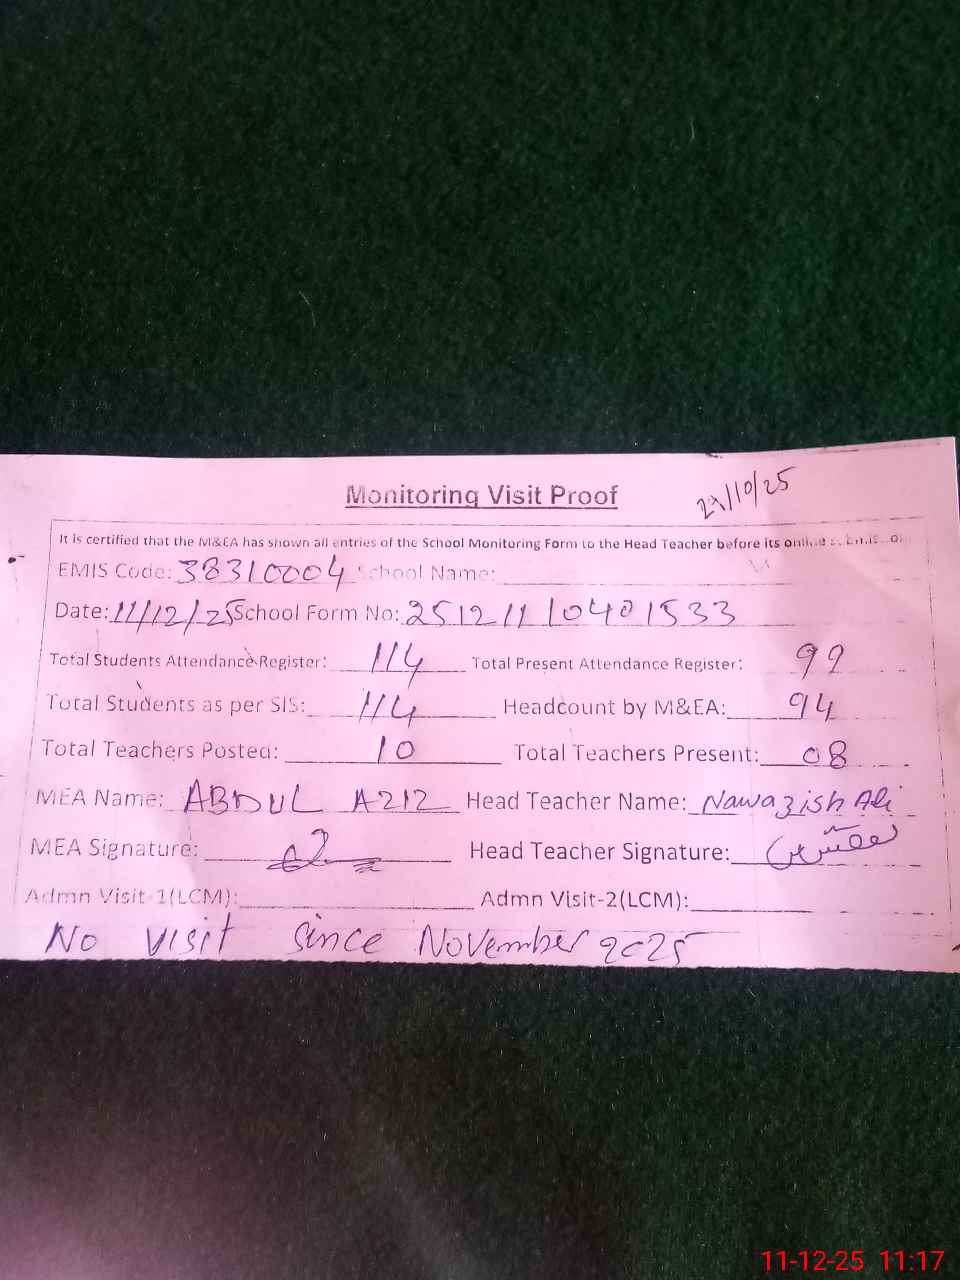 Monitoring Visit Proof
29/10/25
It is certified that the M&EA has shown all entries of the School Monitoring Form to the Head Teacher before its online
EMIS Code: 38310004 School Name:
Date: 11/12/25 School Form No: 25121110401533
Total Students Attendance Register: 114 Total Present Attendance Register: 99
Total Students as per SIS: 114 Headcount by M&EA: 94
Total Teachers Posted: 10 Total Teachers Present: 08
MEA Name: ABDUL AZIZ Head Teacher Name: Nawazish Ali
MEA Signature: Head Teacher Signature:
Admn Visit-1(LCM): Admn Visit-2(LCM):
No visit since November 2025
11-12-25 11:17